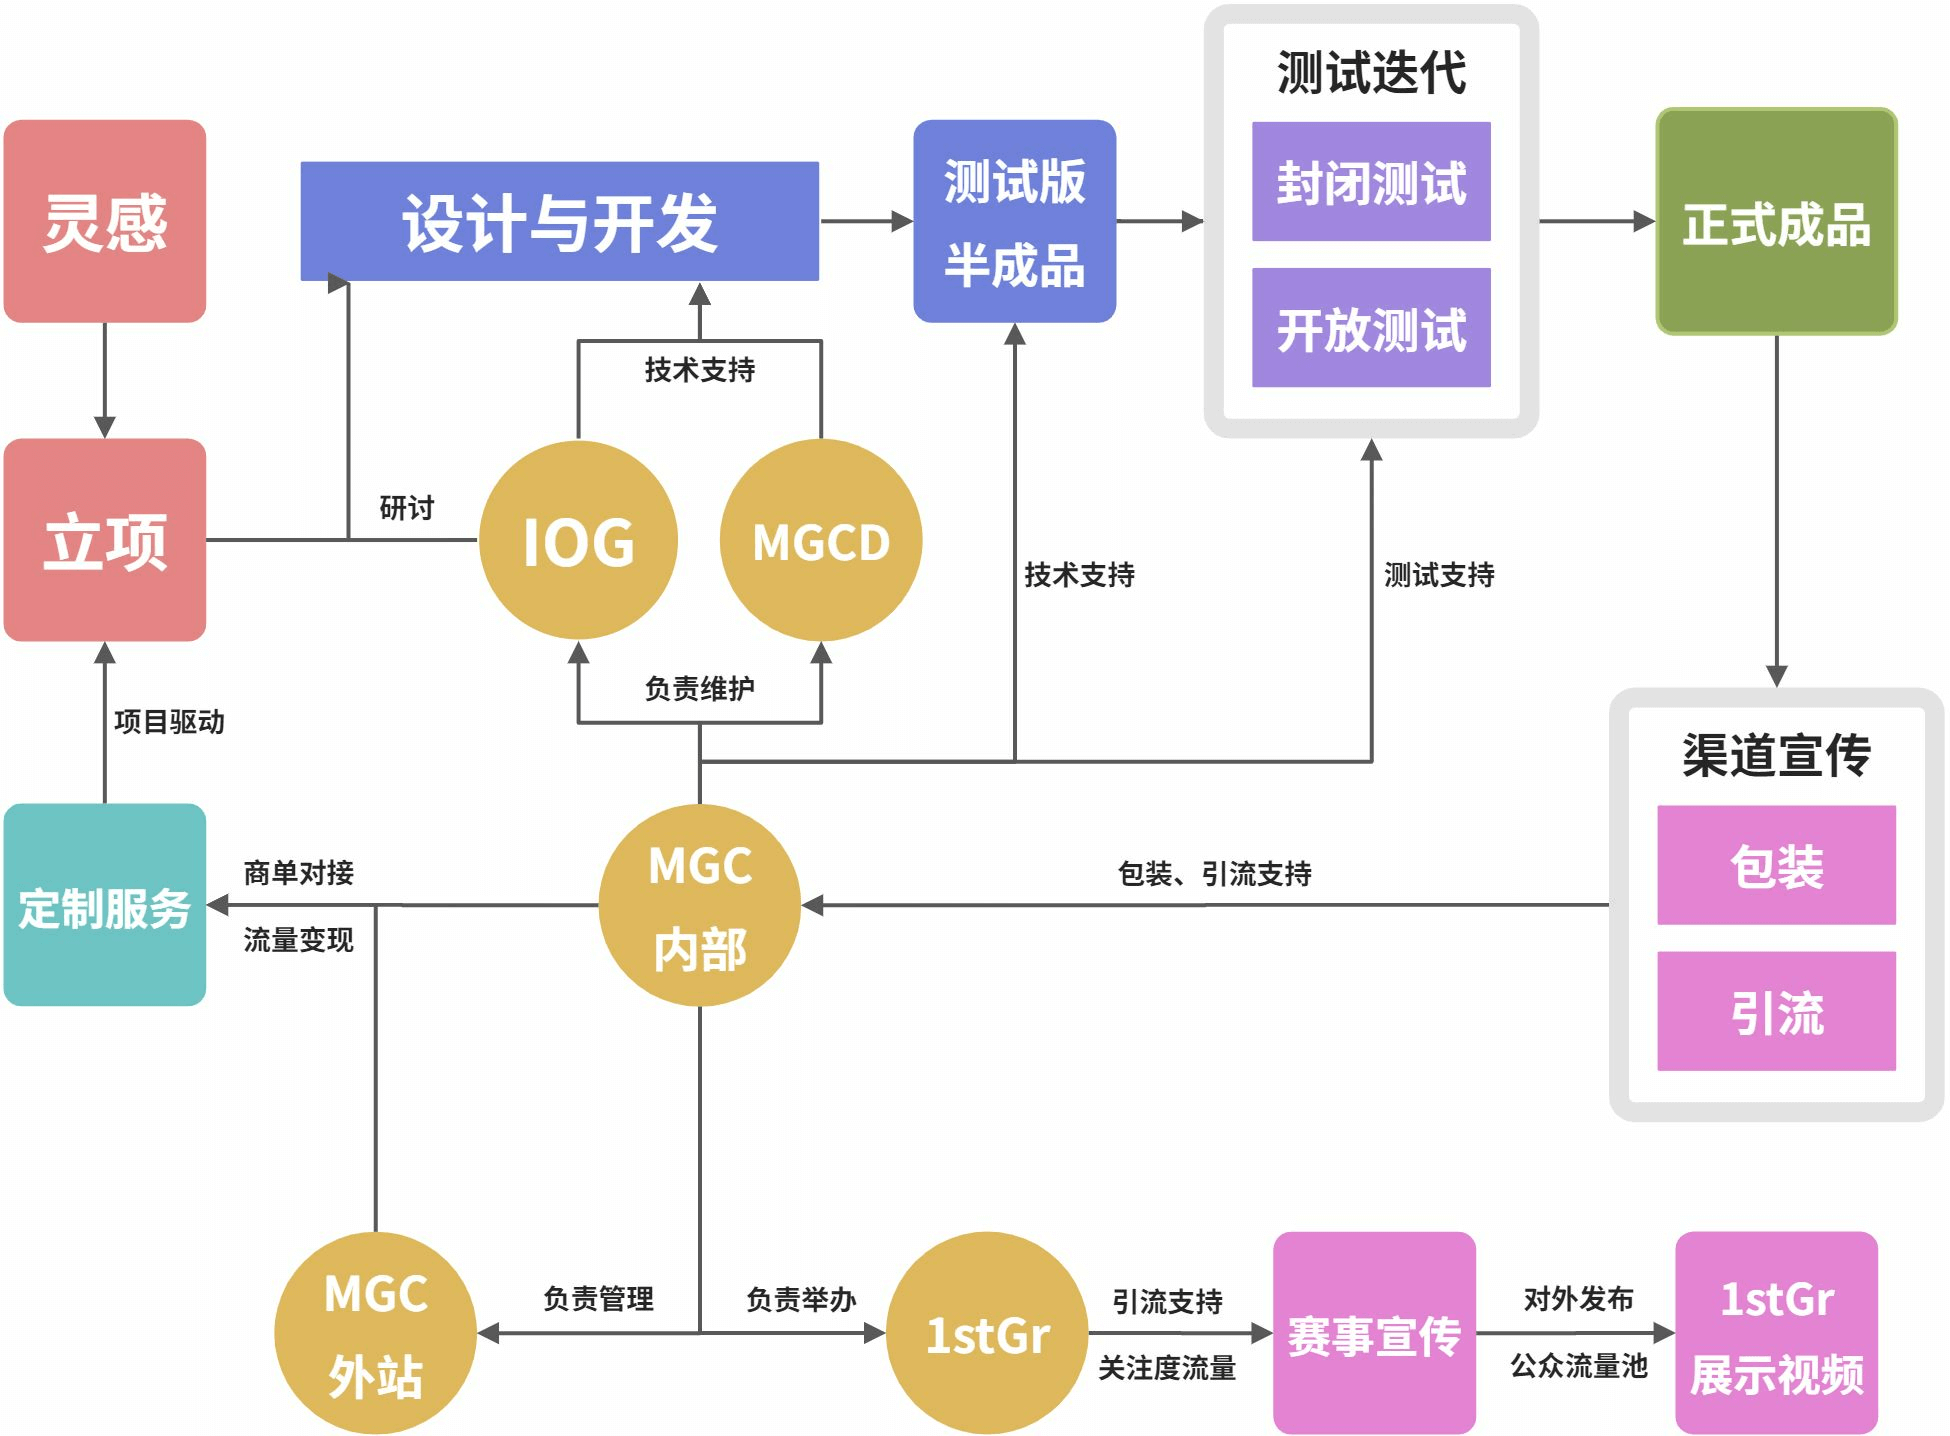 测试迭代
封闭测试
开放测试
灵感
设计与开发
测试版
半成品
正式成品
技术支持
立项
研讨
IOG
MGCD
技术支持
测试支持
负责维护
项目驱动
渠道宣传
包装
引流
定制服务
商单对接
流量变现
MGC
内部
包装、引流支持
MGC
外站
负责管理
负责举办
1stGr
引流支持
关注度流量
赛事宣传
对外发布
公众流量池
1stGr
展示视频